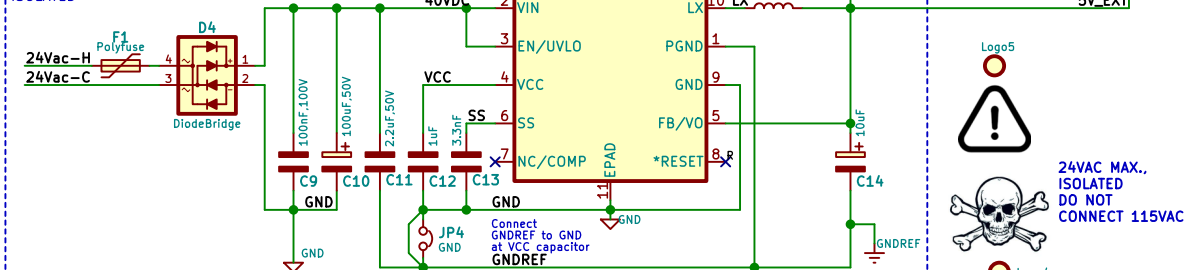 40VDC
LX
5V_EXT
24Vac-H
24Vac-C
F1
Polyfuse
D4
4
3
1
2
DiodeBridge
100nF,100V
C9
100uF,50V
C10
2.2uF,50V
C11
VCC
1uF
C12
SS
3.3nF
C13
GND
GND
2
VIN
3
EN/UVLO
4
VCC
6
SS
7
NC/COMP
EPAD
11
LX
10
PGND
1
GND
9
FB/VO
5
*RESET
8
R
GND
GND
JP4
GND
Connect
GNDREF to GND
at VCC capacitor
GNDREF
10uF
C14
GNDREF
Logo5
24VAC MAX.,
ISOLATED
DO NOT
CONNECT 115VAC